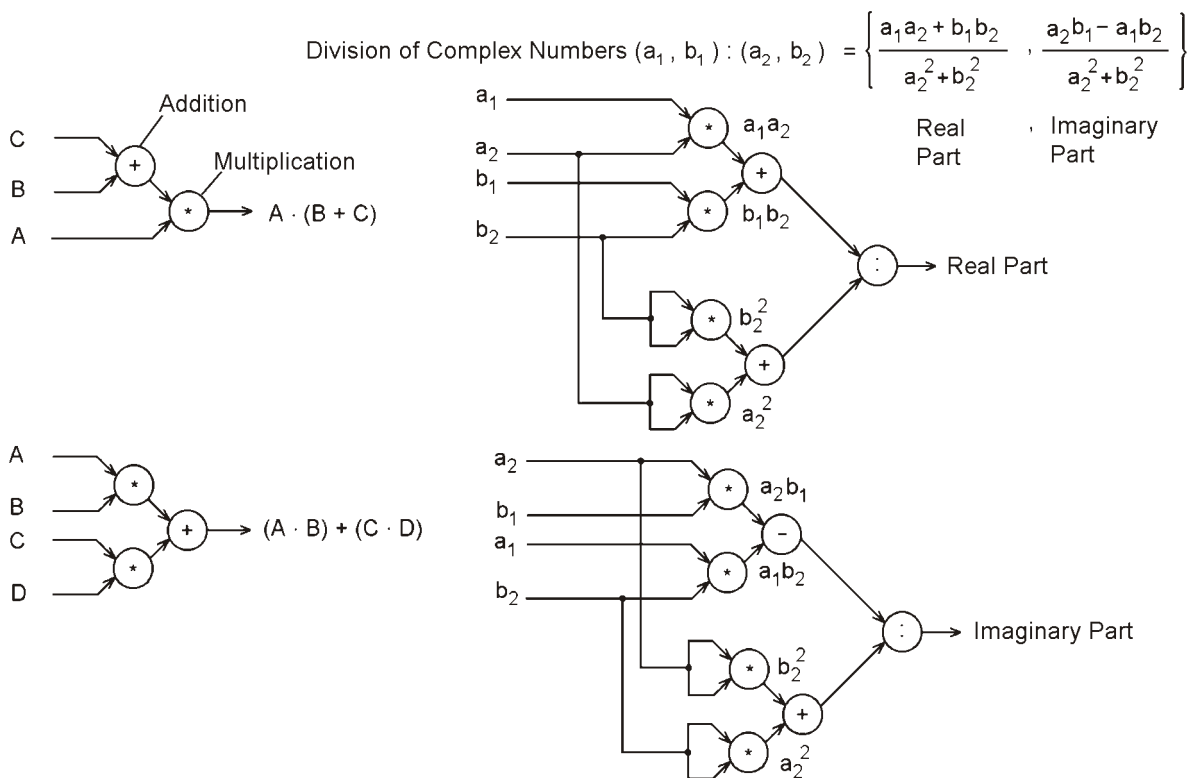 Division of Complex Numbers (a₁ , b₁) : (a₂ , b₂) = { (a₁a₂ + b₁b₂) / (a₂² + b₂²) , (a₂b₁ − a₁b₂) / (a₂² + b₂²) }
Real Part , Imaginary Part
Addition
Multiplication
C
B
A
+
*
A · (B + C)
a₁
a₂
b₁
b₂
*
a₁a₂
+
*
b₁b₂
:
Real Part
*
b₂²
+
*
a₂²
A
B
C
D
*
*
+
(A · B) + (C · D)
a₂
b₁
a₁
b₂
*
a₂b₁
−
*
a₁b₂
:
Imaginary Part
*
b₂²
+
*
a₂²